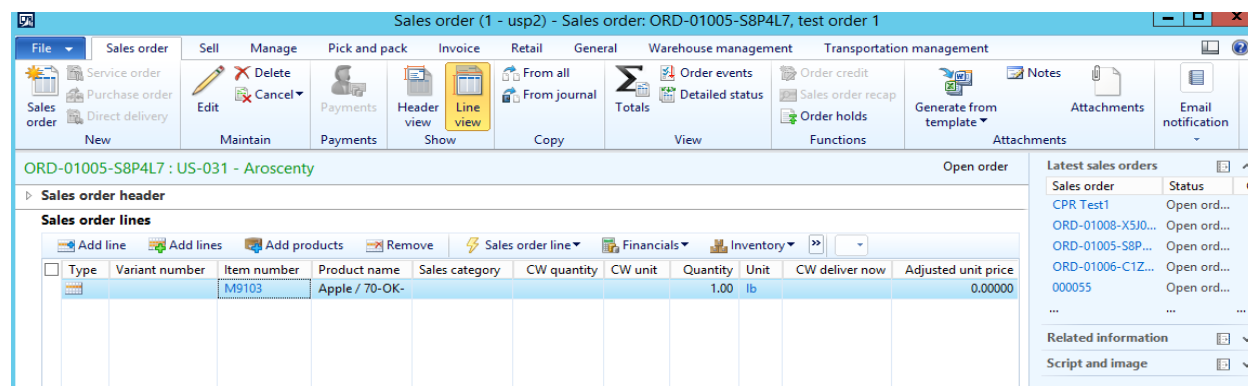 Sales order (1 - usp2) - Sales order: ORD-01005-S8P4L7, test order 1
File Sales order Sell Manage Pick and pack Invoice Retail General Warehouse management Transportation management
Sales order
Service order
Purchase order
Direct delivery
New
Edit
Delete
Cancel
Maintain
Payments
Payments
Header view
Line view
Show
From all
From journal
Copy
Totals
Order events
Detailed status
View
Order credit
Sales order recap
Order holds
Functions
Generate from template
Notes
Attachments
Attachments
Email notification
ORD-01005-S8P4L7 : US-031 - Aroscenty Open order
Sales order header
Sales order lines
Add line Add lines Add products Remove Sales order line Financials Inventory »
Type Variant number Item number Product name Sales category CW quantity CW unit Quantity Unit CW deliver now Adjusted unit price
M9103 Apple / 70-OK- 1.00 lb 0.00000
Latest sales orders
Sales order Status
CPR Test1 Open ord...
ORD-01008-X5J0... Open ord...
ORD-01005-S8P... Open ord...
ORD-01006-C1Z... Open ord...
000055 Open ord...
... ... ...
Related information
Script and image